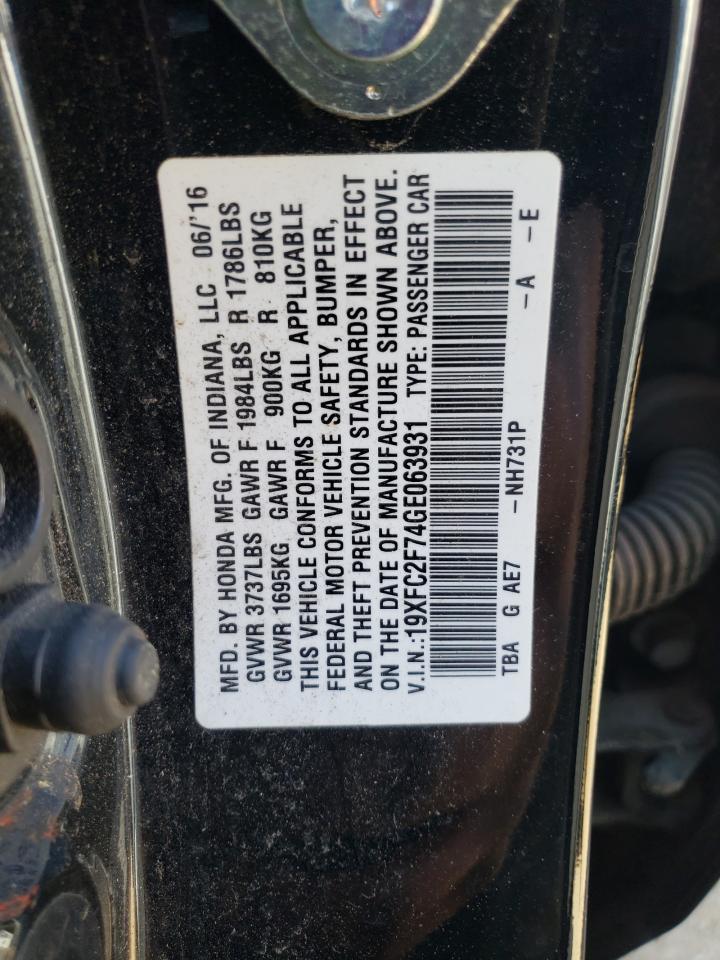 MFD. BY HONDA MFG. OF INDIANA, LLC 06/'16
GVWR 3737LBS GAWR F 1984LBS R 1786LBS
GVWR 1695KG GAWR F 900KG R 810KG
THIS VEHICLE CONFORMS TO ALL APPLICABLE
FEDERAL MOTOR VEHICLE SAFETY, BUMPER,
AND THEFT PREVENTION STANDARDS IN EFFECT
ON THE DATE OF MANUFACTURE SHOWN ABOVE.
V.I.N.:19XFC2F74GE063931 TYPE: PASSENGER CAR
TBA G AE7 -NH731P -A -E